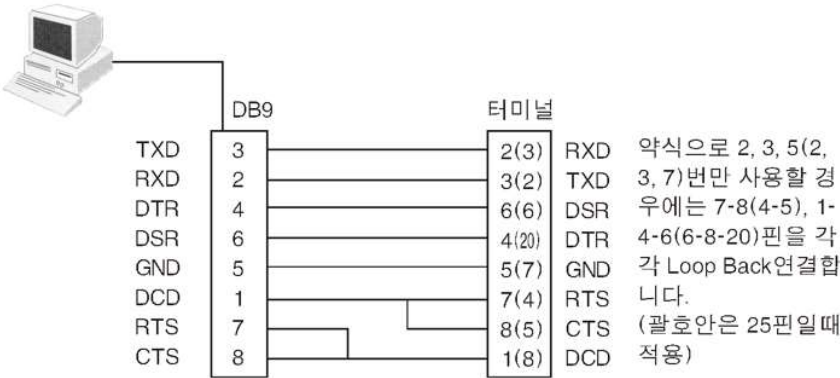 DB9 터미널
TXD 3 2(3) RXD
RXD 2 3(2) TXD
DTR 4 6(6) DSR
DSR 6 4(20) DTR
GND 5 5(7) GND
DCD 1 7(4) RTS
RTS 7 8(5) CTS
CTS 8 1(8) DCD
약식으로 2, 3, 5(2,
3, 7)번만 사용할 경
우에는 7-8(4-5), 1-
4-6(6-8-20)핀을 각
각 Loop Back연결합
니다.
(괄호안은 25핀일때
적용)